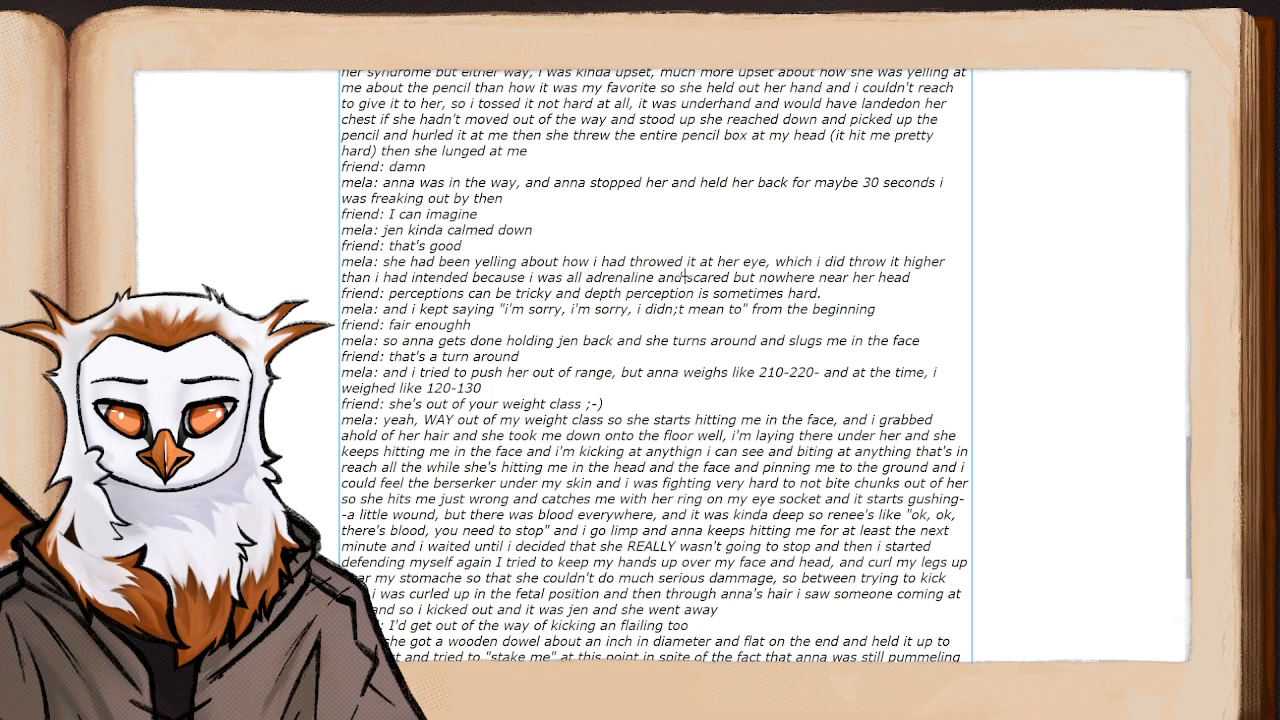 her syndrome but either way, i was kinda upset, much more upset about how she was yelling at
me about the pencil than how it was my favorite so she held out her hand and i couldn't reach
to give it to her, so i tossed it not hard at all, it was underhand and would have landedon her
chest if she hadn't moved out of the way and stood up she reached down and picked up the
pencil and hurled it at me then she threw the entire pencil box at my head (it hit me pretty
hard) then she lunged at me
friend: damn
mela: anna was in the way, and anna stopped her and held her back for maybe 30 seconds i
was freaking out by then
friend: I can imagine
mela: jen kinda calmed down
friend: that's good
mela: she had been yelling about how i had throwed it at her eye, which i did throw it higher
than i had intended because i was all adrenaline and scared but nowhere near her head
friend: perceptions can be tricky and depth perception is sometimes hard.
mela: and i kept saying "i'm sorry, i'm sorry, i didn;t mean to" from the beginning
friend: fair enoughh
mela: so anna gets done holding jen back and she turns around and slugs me in the face
friend: that's a turn around
mela: and i tried to push her out of range, but anna weighs like 210-220- and at the time, i
weighed like 120-130
friend: she's out of your weight class ;-)
mela: yeah, WAY out of my weight class so she starts hitting me in the face, and i grabbed
ahold of her hair and she took me down onto the floor well, i'm laying there under her and she
keeps hitting me in the face and i'm kicking at anythign i can see and biting at anything that's in
reach all the while she's hitting me in the head and the face and pinning me to the ground and i
could feel the berserker under my skin and i was fighting very hard to not bite chunks out of her
so she hits me just wrong and catches me with her ring on my eye socket and it starts gushing-
-a little wound, but there was blood everywhere, and it was kinda deep so renee's like "ok, ok,
there's blood, you need to stop" and i go limp and anna keeps hitting me for at least the next
minute and i waited until i decided that she REALLY wasn't going to stop and then i started
defending myself again I tried to keep my hands up over my face and head, and curl my legs up
my stomache so that she couldn't do much serious dammage, so between trying to kick
i was curled up in the fetal position and then through anna's hair i saw someone coming at
and so i kicked out and it was jen and she went away
I'd get out of the way of kicking an flailing too
she got a wooden dowel about an inch in diameter and flat on the end and held it up to
and tried to "stake me" at this point in spite of the fact that anna was still pummeling